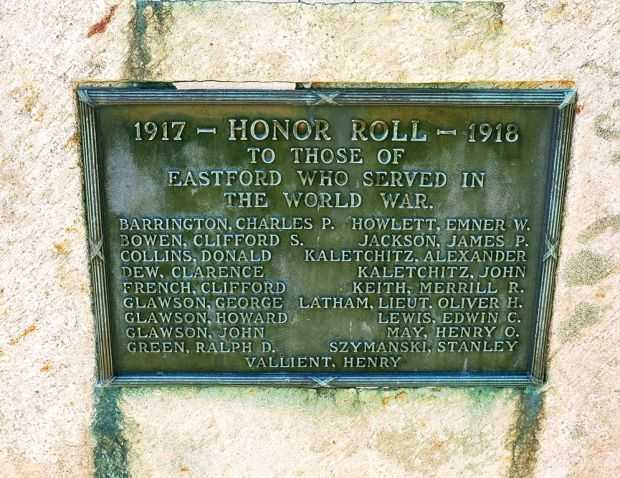 1917 — HONOR ROLL — 1918
TO THOSE OF
EASTFORD WHO SERVED IN
THE WORLD WAR.
BARRINGTON, CHARLES P. HOWLETT, EMNER W.
BOWEN, CLIFFORD S. JACKSON, JAMES P.
COLLINS, DONALD KALETCHITZ, ALEXANDER
DEW, CLARENCE KALETCHITZ, JOHN
FRENCH, CLIFFORD KEITH, MERRILL R.
GLAWSON, GEORGE LATHAM, LIEUT. OLIVER H.
GLAWSON, HOWARD LEWIS, EDWIN C.
GLAWSON, JOHN MAY, HENRY O.
GREEN, RALPH D. SZYMANSKI, STANLEY
VALLIENT, HENRY